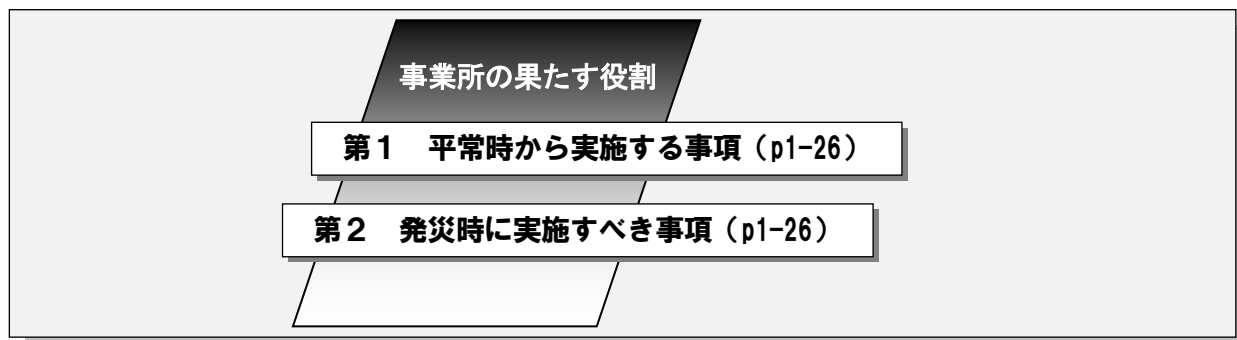 事業所の果たす役割
第１　平常時から実施する事項（p1-26）
第２　発災時に実施すべき事項（p1-26）